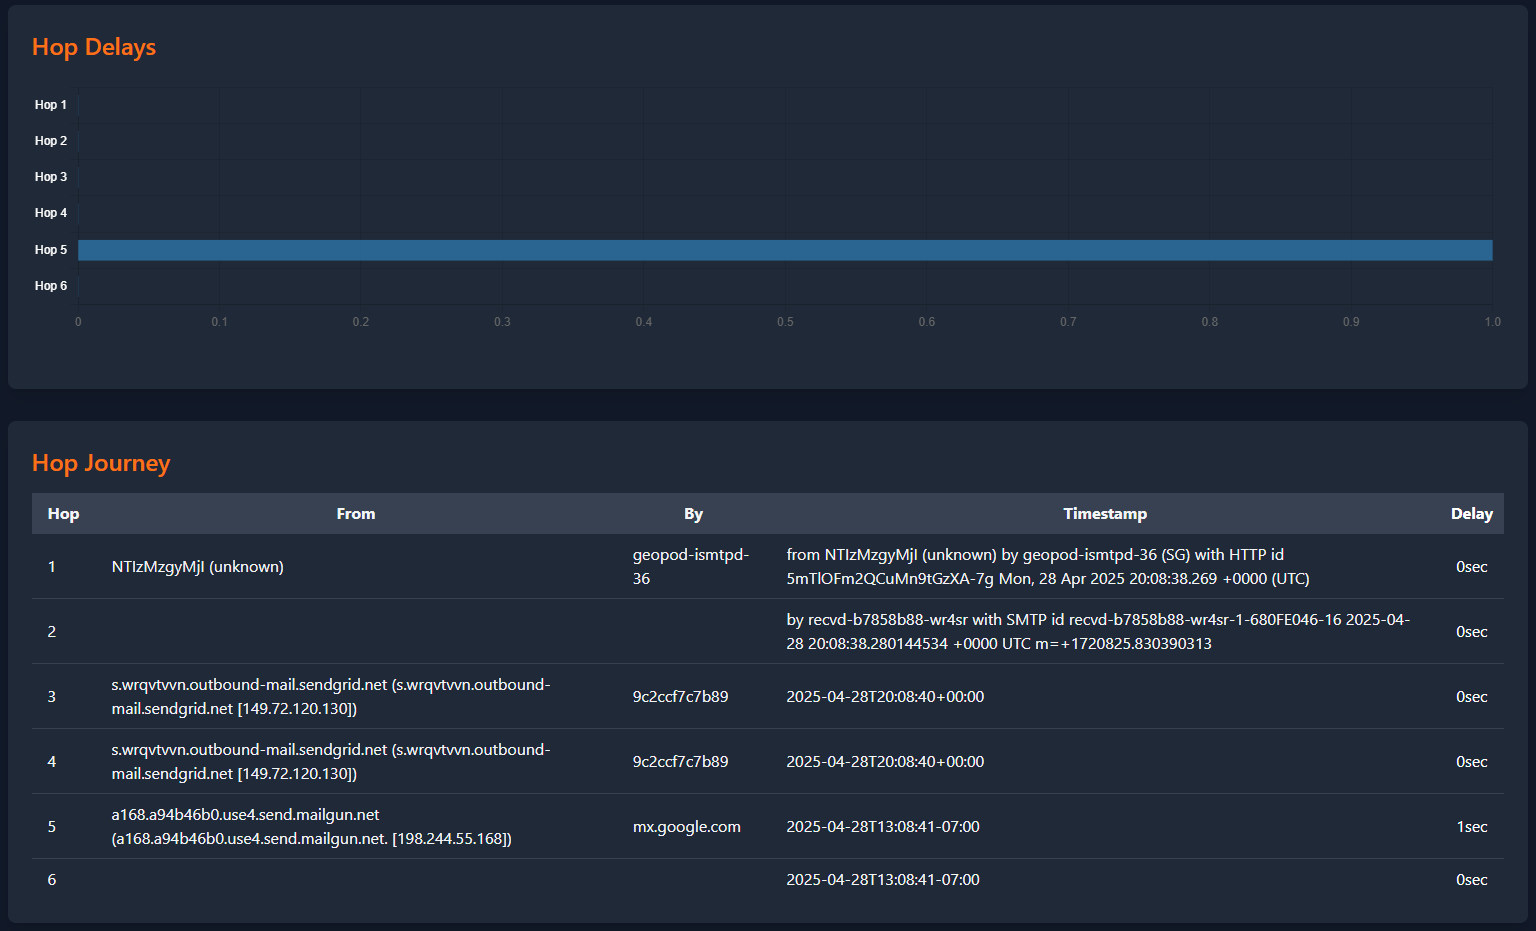 Hop Delays
Hop 1
Hop 2
Hop 3
Hop 4
Hop 5
Hop 6
0 0.1 0.2 0.3 0.4 0.5 0.6 0.7 0.8 0.9 1.0
Hop Journey
Hop From By Timestamp Delay
1 NTIzMzgyMjI (unknown) geopod-ismtpd-36 from NTIzMzgyMjI (unknown) by geopod-ismtpd-36 (SG) with HTTP id 5mTlOFm2QCuMn9tGzXA-7g Mon, 28 Apr 2025 20:08:38.269 +0000 (UTC) 0sec
2 by recvd-b7858b88-wr4sr with SMTP id recvd-b7858b88-wr4sr-1-680FE046-16 2025-04-28 20:08:38.280144534 +0000 UTC m=+1720825.830390313 0sec
3 s.wrqvtvvn.outbound-mail.sendgrid.net (s.wrqvtvvn.outbound-mail.sendgrid.net [149.72.120.130]) 9c2ccf7c7b89 2025-04-28T20:08:40+00:00 0sec
4 s.wrqvtvvn.outbound-mail.sendgrid.net (s.wrqvtvvn.outbound-mail.sendgrid.net [149.72.120.130]) 9c2ccf7c7b89 2025-04-28T20:08:40+00:00 0sec
5 a168.a94b46b0.use4.send.mailgun.net (a168.a94b46b0.use4.send.mailgun.net. [198.244.55.168]) mx.google.com 2025-04-28T13:08:41-07:00 1sec
6 2025-04-28T13:08:41-07:00 0sec